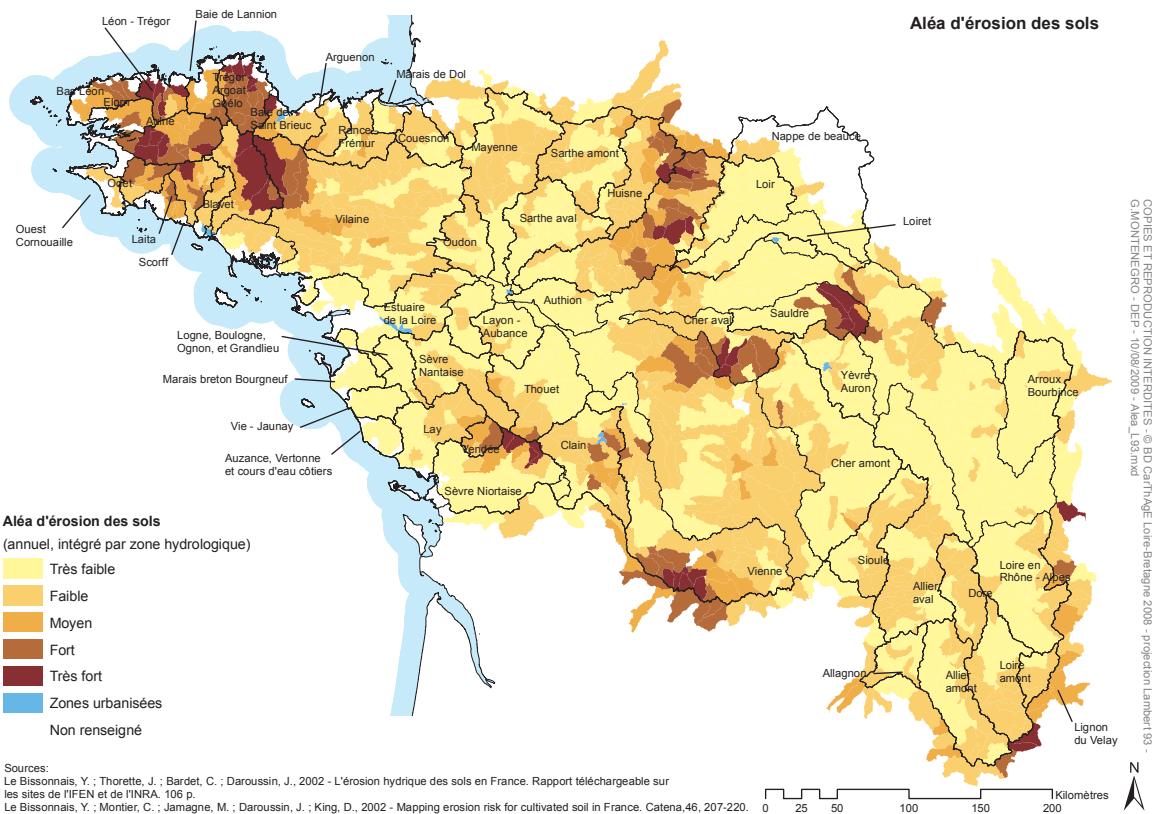 Aléa d'érosion des sols
Baie de Lannion
Léon - Trégor
Arguenon
Marais de Dol
Bas Léon
Elorn
Trégor
Argoat
Goëlo
Aulne
Baie de
Saint Brieuc
Rance
Frémur
Couesnon
Mayenne
Sarthe amont
Nappe de beauce
Huisne
Loir
Odet
Blavet
Vilaine
Sarthe aval
Loiret
Ouest
Cornouaille
Laita
Scorff
Oudon
Authion
Estuaire
de la Loire
Layon -
Aubance
Cher aval
Sauldre
Logne, Boulogne,
Ognon, et Grandlieu
Sèvre
Nantaise
Marais breton Bourgneuf
Thouet
Yèvre
Auron
Arroux
Bourbince
Vie - Jaunay
Lay
Vendée
Clain
Auzance, Vertonne
et cours d'eau côtiers
Cher amont
Sèvre Niortaise
Vienne
Sioule
Loire en
Rhône - Alpes
Allier
aval
Dore
Allagnon
Allier
amont
Loire
amont
Lignon
du Velay
Aléa d'érosion des sols
(annuel, intégré par zone hydrologique)
Très faible
Faible
Moyen
Fort
Très fort
Zones urbanisées
Non renseigné
Sources:
Le Bissonnais, Y. ; Thorette, J. ; Bardet, C. ; Daroussin, J., 2002 - L'érosion hydrique des sols en France. Rapport téléchargeable sur
les sites de l'IFEN et de l'INRA. 106 p.
Le Bissonnais, Y. ; Montier, C. ; Jamagne, M. ; Daroussin, J. ; King, D., 2002 - Mapping erosion risk for cultivated soil in France. Catena,46, 207-220.
0 25 50 100 150 200
Kilomètres
N
COPIES ET REPRODUCTION INTERDITES - © BD CarThAgE Loire-Bretagne 2008 - projection Lambert 93 -
G.MONTENEGRO - DEP - 10/08/2009 - Alea_L93.mxd